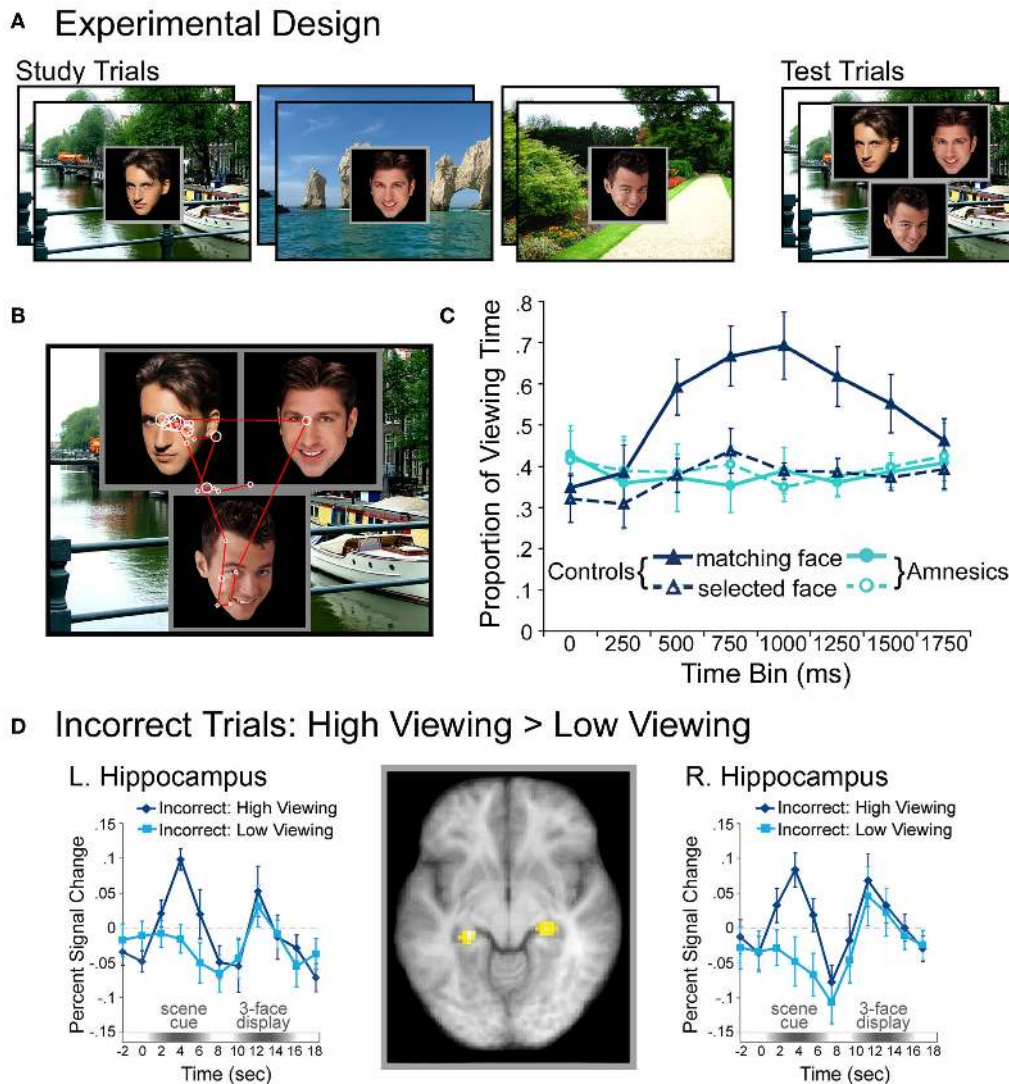 A Experimental Design
Study Trials
Test Trials
B
C
Proportion of Viewing Time
.8
.7
.6
.5
.4
.3
.2
.1
0
Controls { matching face } Amnesics
selected face
0 250 500 750 1000 1250 1500 1750
Time Bin (ms)
D Incorrect Trials: High Viewing > Low Viewing
L. Hippocampus
Incorrect: High Viewing
Incorrect: Low Viewing
Percent Signal Change
.15
.1
.05
0
-.05
-.1
-.15
scene cue
3-face display
-2 0 2 4 6 8 10 12 14 16 18
Time (sec)
R. Hippocampus
Incorrect: High Viewing
Incorrect: Low Viewing
Percent Signal Change
.15
.1
.05
0
-.05
-.1
-.15
scene cue
3-face display
-2 0 2 4 6 8 10 12 14 16 18
Time (sec)